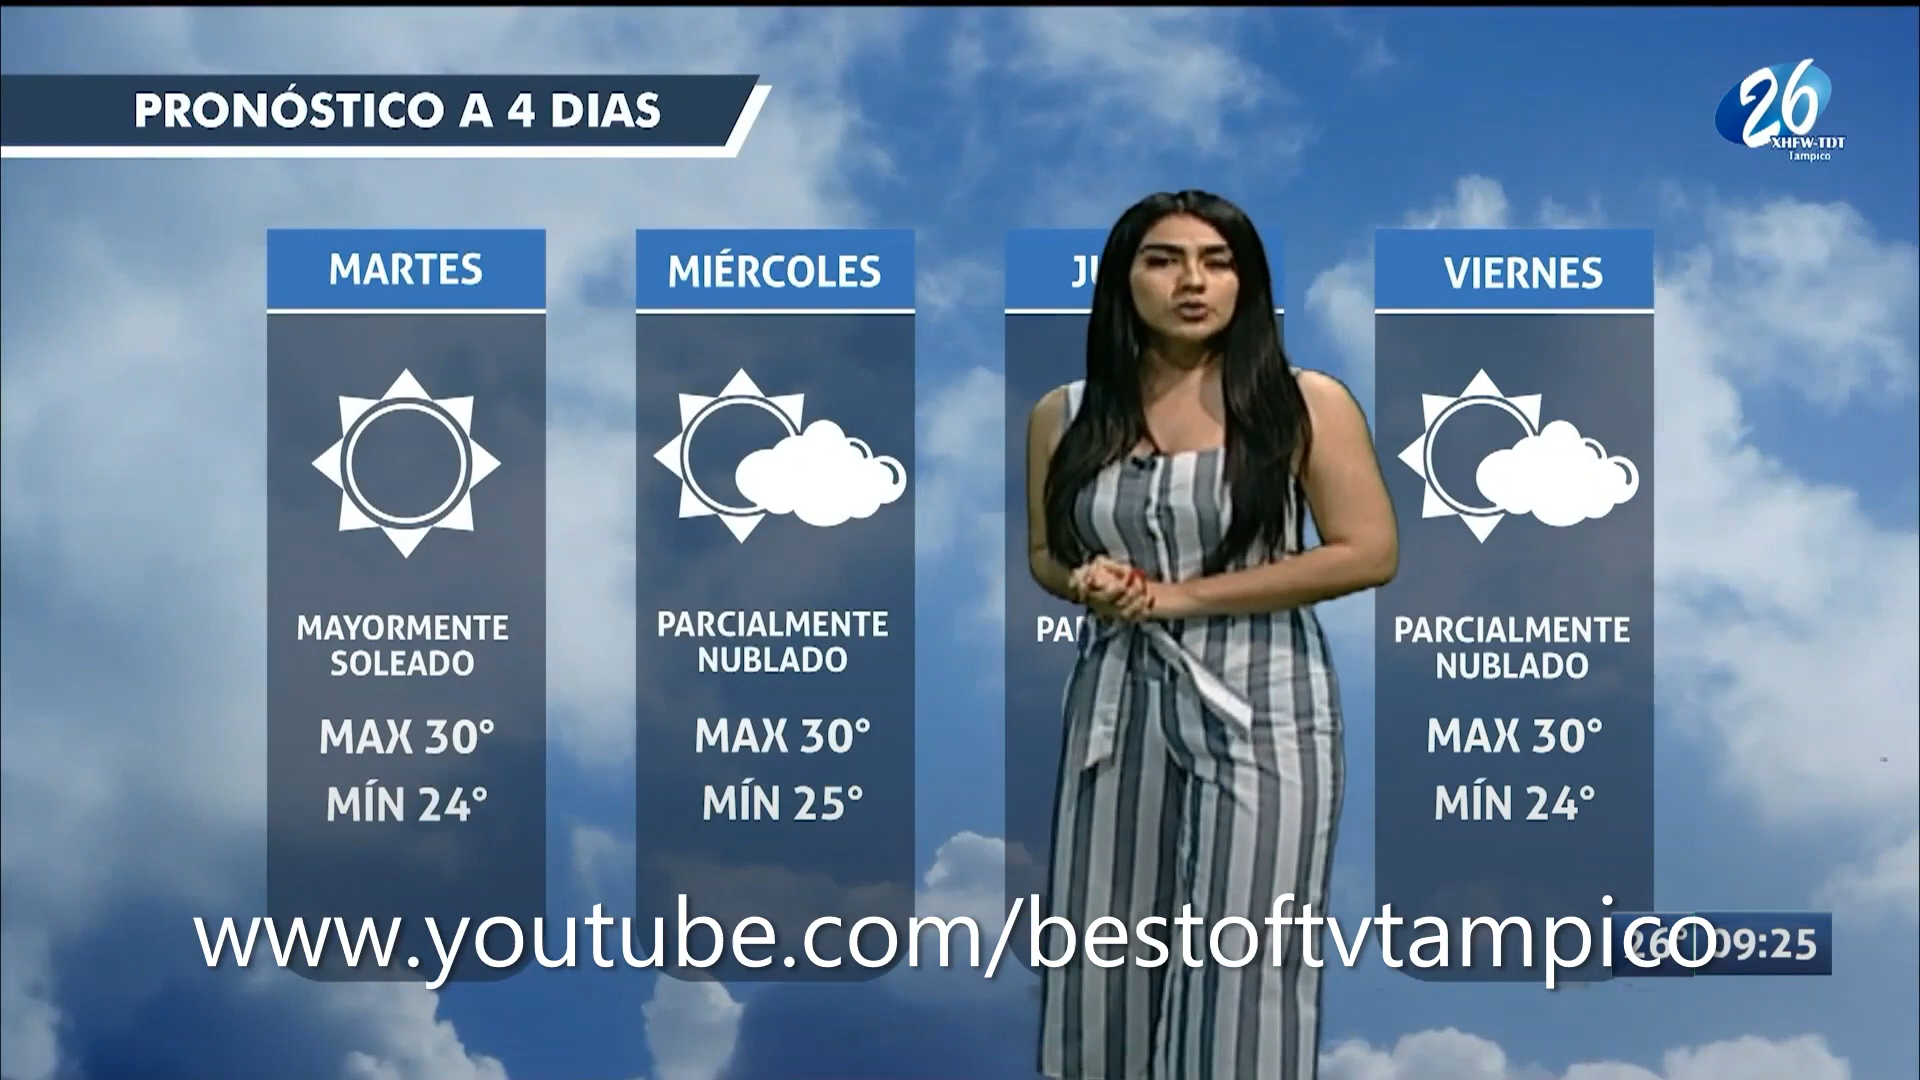 PRONÓSTICO A 4 DIAS
26
XHFW-TDT
Tampico
MARTES
MAYORMENTE
SOLEADO
MAX 30°
MÍN 24°
MIÉRCOLES
PARCIALMENTE
NUBLADO
MAX 30°
MÍN 25°
VIERNES
PARCIALMENTE
NUBLADO
MAX 30°
MÍN 24°
www.youtube.com/bestoftvtampico
26° 09:25